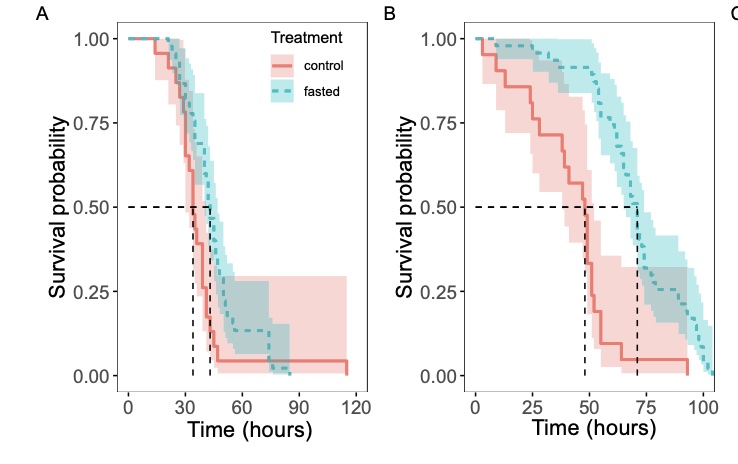 A
B
C
Treatment
control
fasted
Survival probability
1.00
0.75
0.50
0.25
0.00
0
30
60
90
120
Time (hours)
Survival probability
1.00
0.75
0.50
0.25
0.00
0
25
50
75
100
Time (hours)